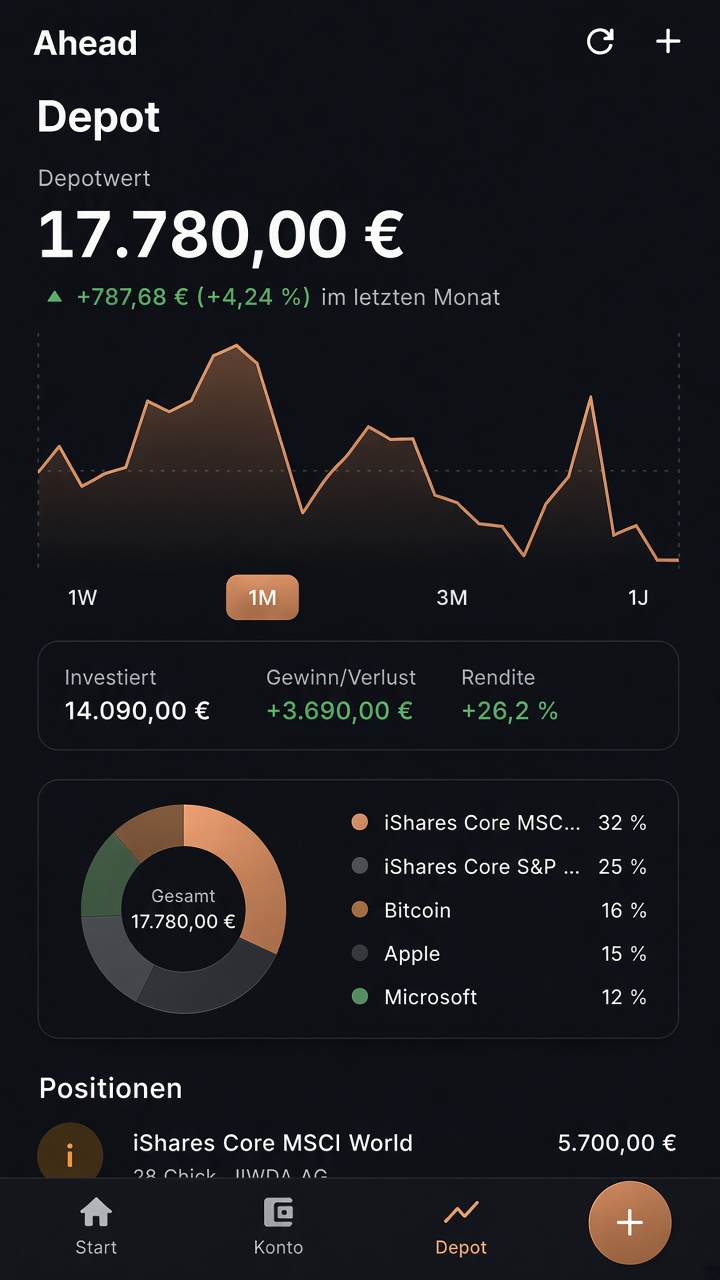 Ahead
Depot
Depotwert
17.780,00 €
+787,68 € (+4,24 %) im letzten Monat
1W 1M 3M 1J
Investiert Gewinn/Verlust Rendite
14.090,00 € +3.690,00 € +26,2 %
Gesamt
17.780,00 €
iShares Core MSC... 32 %
iShares Core S&P ... 25 %
Bitcoin 16 %
Apple 15 %
Microsoft 12 %
Positionen
i
iShares Core MSCI World 5.700,00 €
Start Konto Depot